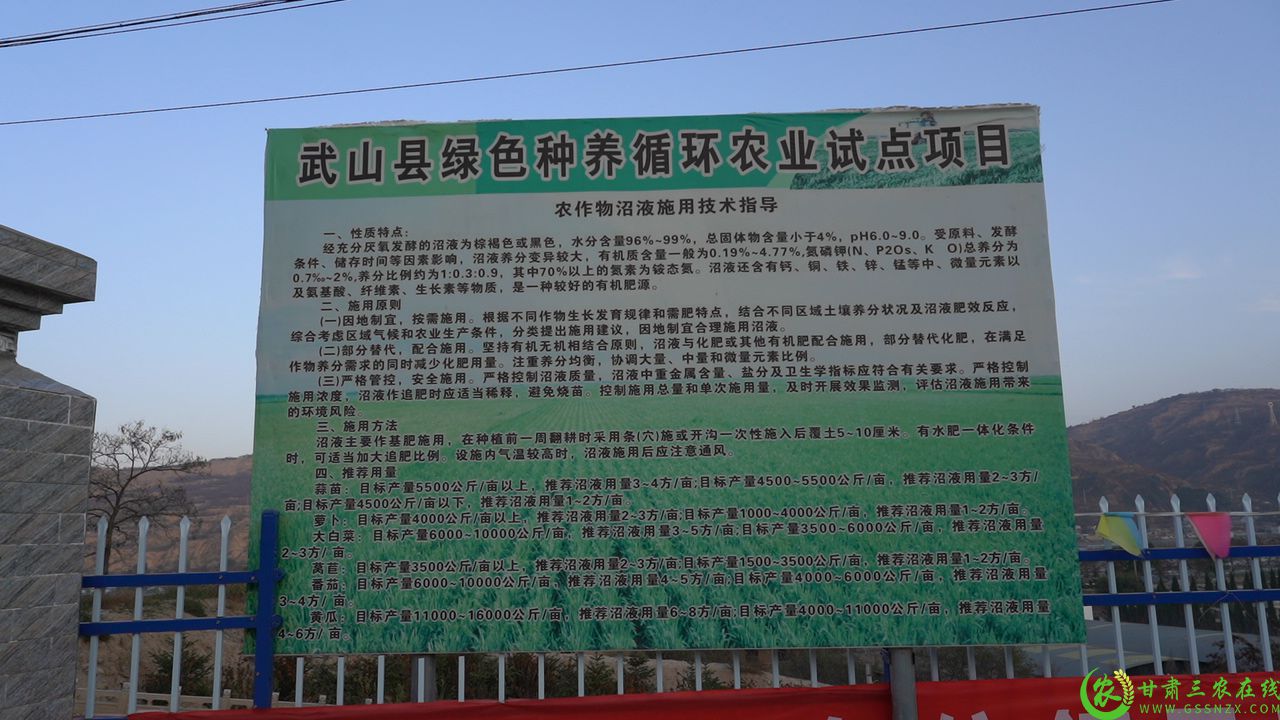 武山县绿色种养循环农业试点项目
农作物沼液施用技术指导
一、性质特点:
经充分厌氧发酵的沼液为棕褐色或黑色，水分含量96%~99%，总固体物含量小于4%，pH6.0~9.0。受原料、发酵
条件、储存时间等因素影响，沼液养分变异较大，有机质含量一般为0.19%~4.77%,氮磷钾(N、P2Os、K O)总养分为
0.7‰~2%,养分比例约为1:0.3:0.9，其中70%以上的氮素为铵态氮。沼液还含有钙、铜、铁、锌、锰等中、微量元素以
及氨基酸、纤维素、生长素等物质，是一种较好的有机肥源。
二、施用原则
(一)因地制宜，按需施用。根据不同作物生长发育规律和需肥特点，结合不同区域土壤养分状况及沼液肥效反应，
综合考虑区域气候和农业生产条件，分类提出施用建议，因地制宜合理施用沼液。
(二)部分替代，配合施用。坚持有机无机相结合原则，沼液与化肥或其他有机肥配合施用，部分替代化肥，在满足
作物养分需求的同时减少化肥用量。注重养分均衡，协调大量、中量和微量元素比例。
(三)严格管控，安全施用。严格控制沼液质量，沼液中重金属含量、盐分及卫生学指标应符合有关要求。严格控制
施用浓度，沼液作追肥时应适当稀释，避免烧苗。控制施用总量和单次施用量，及时开展效果监测，评估沼液施用带来
的环境风险。
三、施用方法
沼液主要作基肥施用，在种植前一周翻耕时采用条(穴)施或开沟一次性施入后覆土5~10厘米。有水肥一体化条件
时，可适当加大追肥比例。设施内气温较高时，沼液施用后应注意通风。
四、推荐用量
蒜苗：目标产量5500公斤/亩以上，推荐沼液用量3~4方/亩;目标产量4500~5500公斤/亩，推荐沼液用量2~3方/
亩;目标产量4500公斤/亩以下，推荐沼液用量1~2方/亩。
萝卜：目标产量4000公斤/亩以上，推荐沼液用量2~3方/亩;目标产量1000~4000公斤/亩，推荐沼液用量1~2方/亩。
大白菜：目标产量6000~10000公斤/亩，推荐沼液用量3~5方/亩;目标产量3500~6000公斤/亩，推荐沼液用量
2~3方/亩。
莴苣：目标产量3500公斤/亩以上，推荐沼液用量2~3方/亩;目标产量1500~3500公斤/亩，推荐沼液用量1~2方/亩。
番茄：目标产量6000~10000公斤/亩，推荐沼液用量4~5方/亩;目标产量4000~6000公斤/亩，推荐沼液用量
3~4方/亩。
黄瓜：目标产量11000~16000公斤/亩，推荐沼液用量6~8方/亩;目标产量4000~11000公斤/亩，推荐沼液用量
4~6方/亩。
农 甘肃三农在线
WWW.GSSNZX.COM